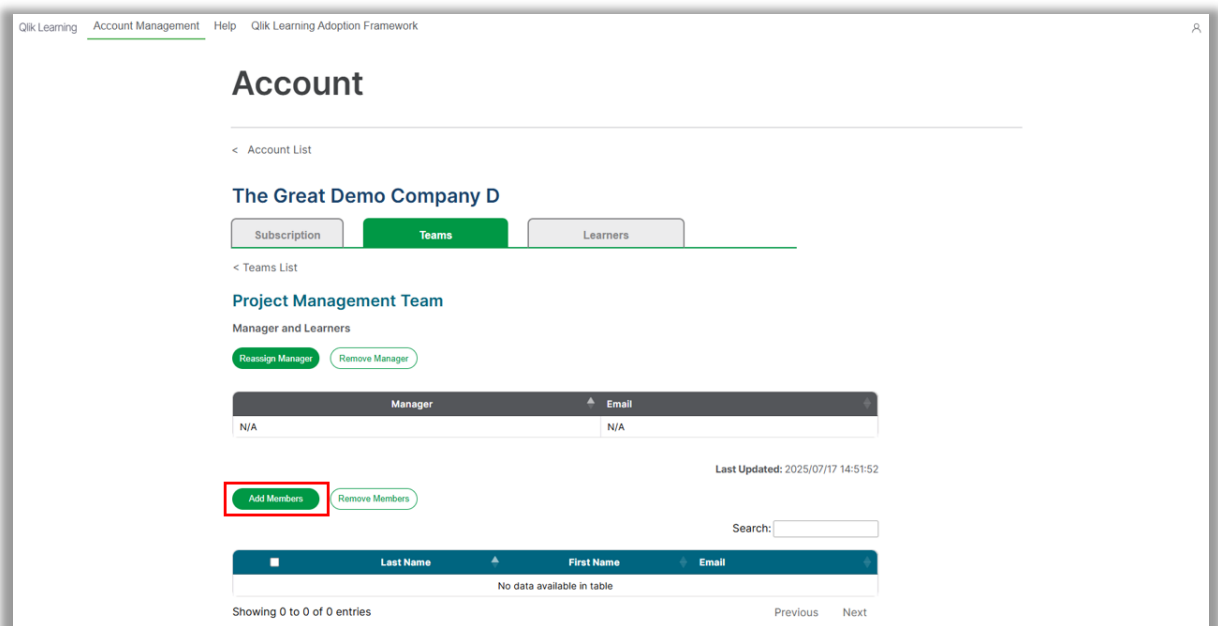 Qlik Learning Account Management Help Qlik Learning Adoption Framework
Account
< Account List
The Great Demo Company D
Subscription Teams Learners
< Teams List
Project Management Team
Manager and Learners
Reassign Manager Remove Manager
Manager Email
N/A N/A
Last Updated: 2025/07/17 14:51:52
Add Members Remove Members
Search:
Last Name First Name Email
No data available in table
Showing 0 to 0 of 0 entries Previous Next